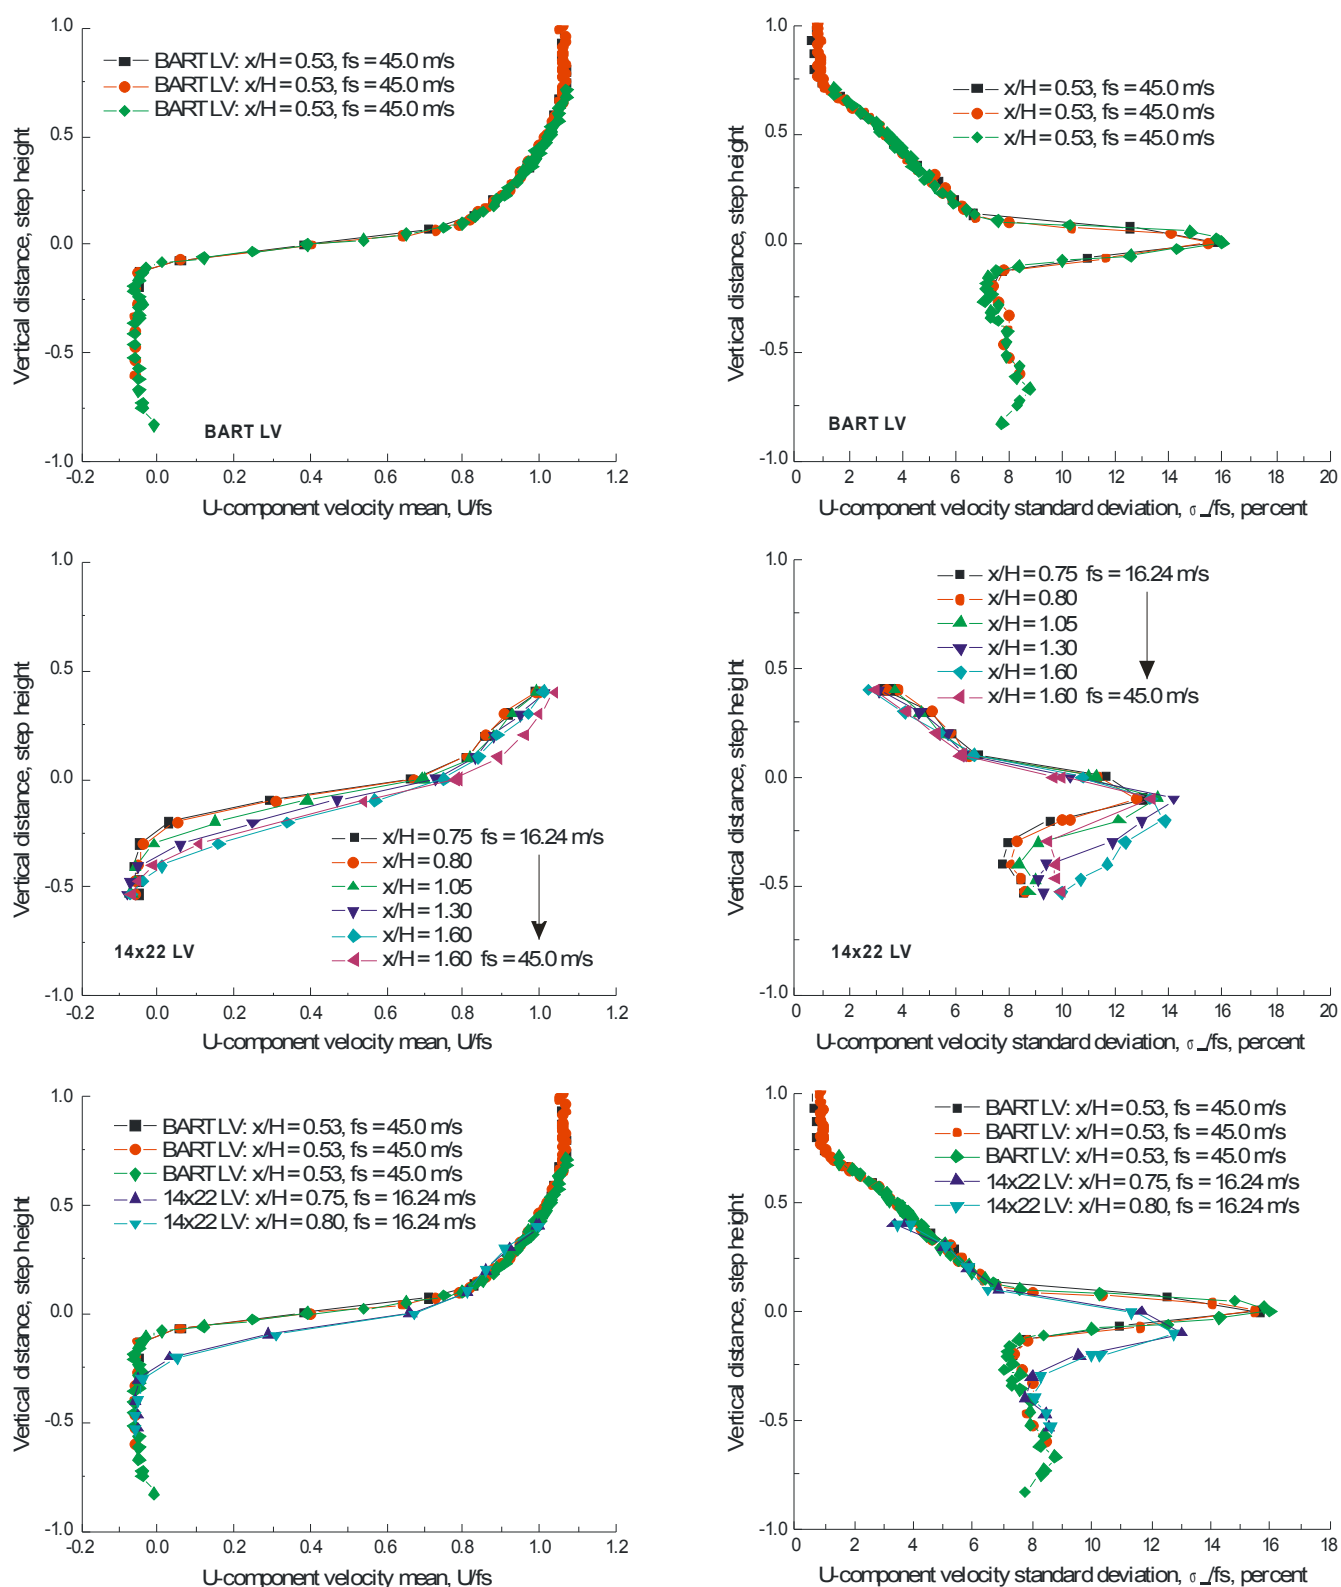 1.0
0.5
0.0
-0.5
-1.0
Vertical distance, step height
BART LV: x/H = 0.53, fs = 45.0 m/s
BART LV: x/H = 0.53, fs = 45.0 m/s
BART LV: x/H = 0.53, fs = 45.0 m/s
BART LV
-0.2 0.0 0.2 0.4 0.6 0.8 1.0 1.2
U-component velocity mean, U/fs
1.0
0.5
0.0
-0.5
-1.0
Vertical distance, step height
x/H = 0.53, fs = 45.0 m/s
x/H = 0.53, fs = 45.0 m/s
x/H = 0.53, fs = 45.0 m/s
BART LV
0 2 4 6 8 10 12 14 16 18 20
U-component velocity standard deviation, σ_/fs, percent
1.0
0.5
0.0
-0.5
-1.0
Vertical distance, step height
x/H = 0.75 fs = 16.24 m/s
x/H = 0.80
x/H = 1.05
x/H = 1.30
x/H = 1.60
x/H = 1.60 fs = 45.0 m/s
14x22 LV
-0.2 0.0 0.2 0.4 0.6 0.8 1.0 1.2
U-component velocity mean, U/fs
1.0
0.5
0.0
-0.5
-1.0
Vertical distance, step height
x/H = 0.75 fs = 16.24 m/s
x/H = 0.80
x/H = 1.05
x/H = 1.30
x/H = 1.60
x/H = 1.60 fs = 45.0 m/s
14x22 LV
0 2 4 6 8 10 12 14 16 18 20
U-component velocity standard deviation, σ_/fs, percent
1.0
0.5
0.0
-0.5
-1.0
Vertical distance, step height
BART LV: x/H = 0.53, fs = 45.0 m/s
BART LV: x/H = 0.53, fs = 45.0 m/s
BART LV: x/H = 0.53, fs = 45.0 m/s
14x22 LV: x/H = 0.75, fs = 16.24 m/s
14x22 LV: x/H = 0.80, fs = 16.24 m/s
-0.2 0.0 0.2 0.4 0.6 0.8 1.0 1.2
U-component velocity mean, U/fs
1.0
0.5
0.0
-0.5
-1.0
Vertical distance, step height
BART LV: x/H = 0.53, fs = 45.0 m/s
BART LV: x/H = 0.53, fs = 45.0 m/s
BART LV: x/H = 0.53, fs = 45.0 m/s
14x22 LV: x/H = 0.75, fs = 16.24 m/s
14x22 LV: x/H = 0.80, fs = 16.24 m/s
0 2 4 6 8 10 12 14 16 18
U-component velocity standard deviation, σ_/fs, percent